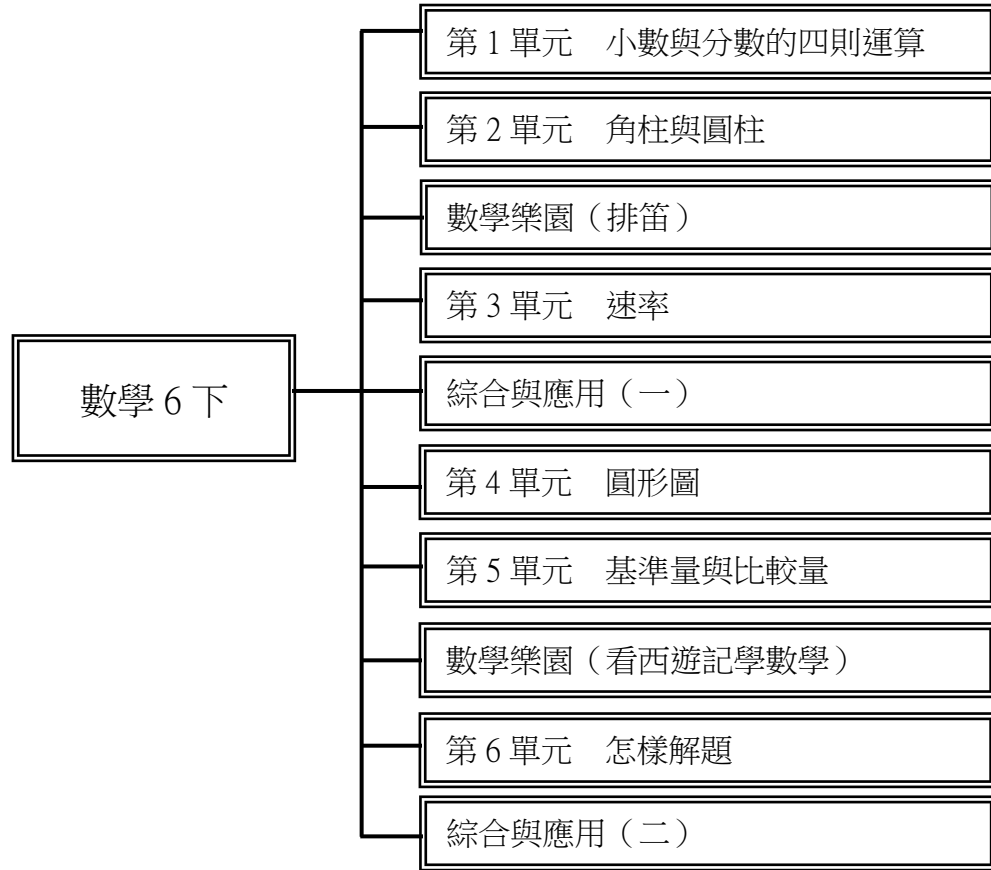 第 1 單元　小數與分數的四則運算
第 2 單元　角柱與圓柱
數學樂園（排笛）
第 3 單元　速率
數學 6 下
綜合與應用（一）
第 4 單元　圓形圖
第 5 單元　基準量與比較量
數學樂園（看西遊記學數學）
第 6 單元　怎樣解題
綜合與應用（二）